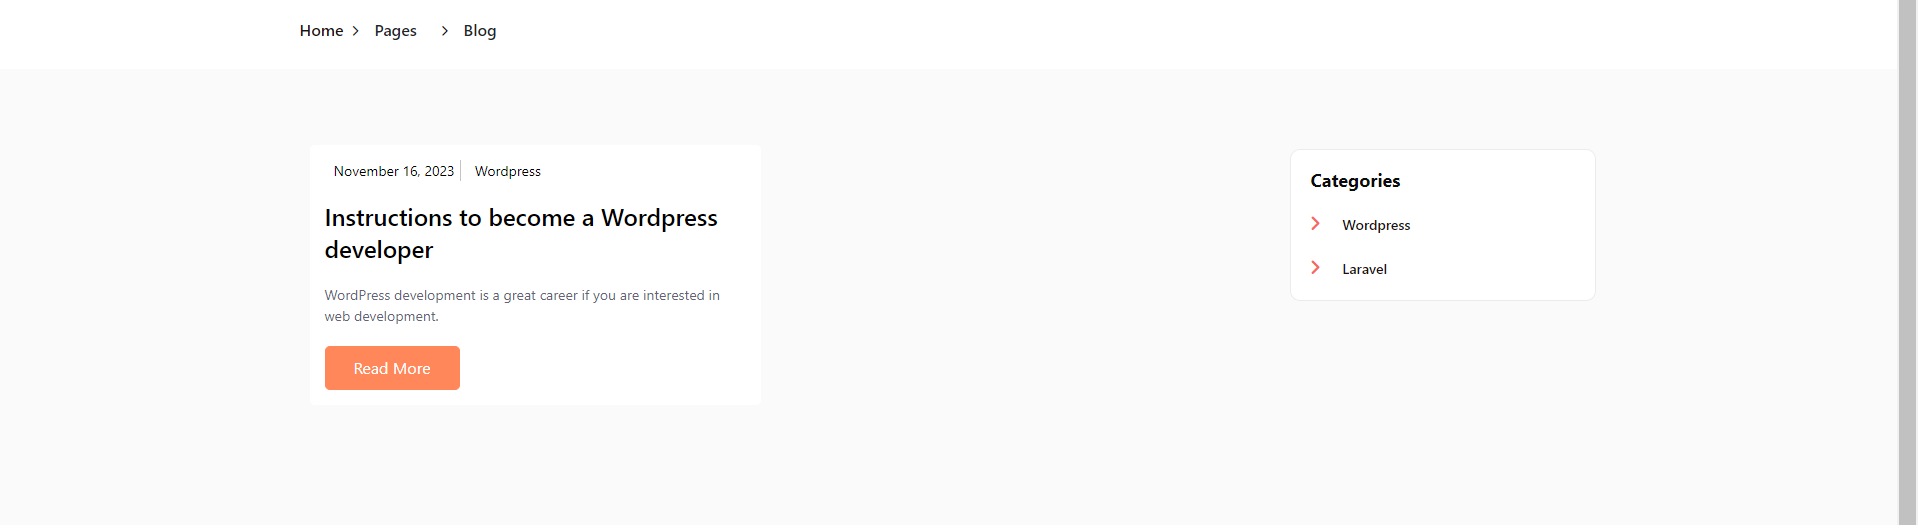 Home > Pages > Blog
November 16, 2023 | Wordpress
Instructions to become a Wordpress
developer
WordPress development is a great career if you are interested in
web development.
Read More
Categories
Wordpress
Laravel